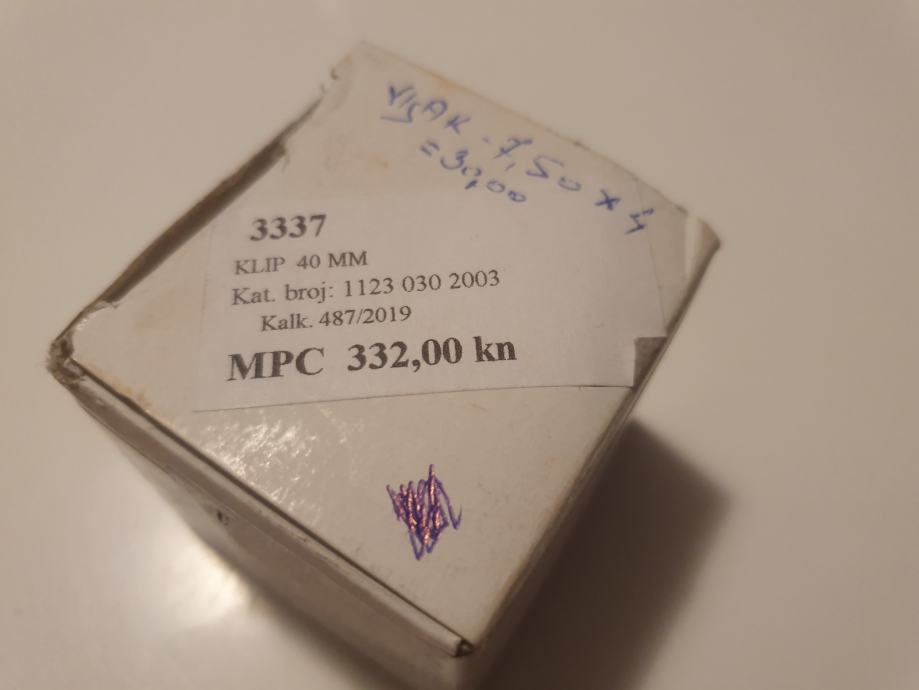 VIJAK - 7,50 x 4
= 30,00
3337
KLIP 40 MM
Kat. broj: 1123 030 2003
Kalk. 487/2019
MPC 332,00 kn